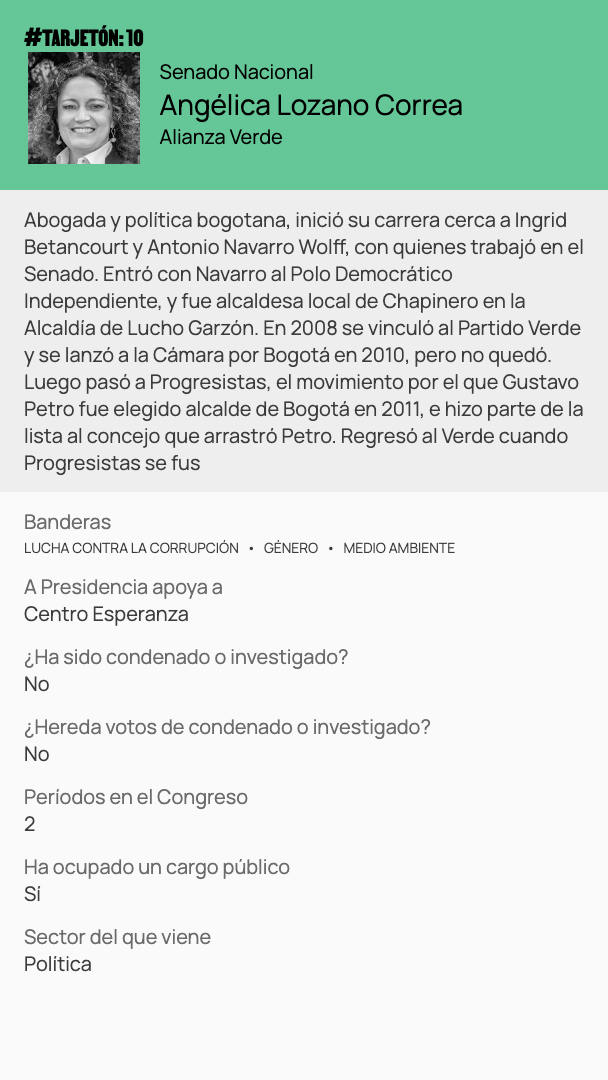 #TARJETÓN: 10
Senado Nacional
Angélica Lozano Correa
Alianza Verde
Abogada y política bogotana, inició su carrera cerca a Ingrid
Betancourt y Antonio Navarro Wolff, con quienes trabajó en el
Senado. Entró con Navarro al Polo Democrático
Independiente, y fue alcaldesa local de Chapinero en la
Alcaldía de Lucho Garzón. En 2008 se vinculó al Partido Verde
y se lanzó a la Cámara por Bogotá en 2010, pero no quedó.
Luego pasó a Progresistas, el movimiento por el que Gustavo
Petro fue elegido alcalde de Bogotá en 2011, e hizo parte de la
lista al concejo que arrastró Petro. Regresó al Verde cuando
Progresistas se fus
Banderas
LUCHA CONTRA LA CORRUPCIÓN • GÉNERO • MEDIO AMBIENTE
A Presidencia apoya a
Centro Esperanza
¿Ha sido condenado o investigado?
No
¿Hereda votos de condenado o investigado?
No
Períodos en el Congreso
2
Ha ocupado un cargo público
Sí
Sector del que viene
Política